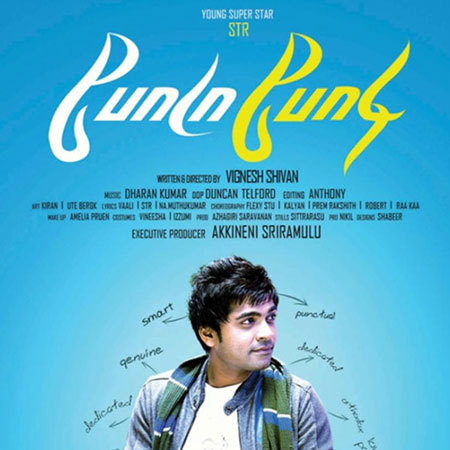 YOUNG SUPER STAR
STR
போடா போடி
WRITTEN & DIRECTED BY VIGNESH SHIVAN
MUSIC DHARAN KUMAR DOP DUNCAN TELFORD EDITING ANTHONY
ART KIRAN | UTE BERGK LYRICS VAALI | STR | NA MUTHUKUMAR CHOREOGRAPHY FLEXY STU | KALYAN | PREM RAKSHITH | ROBERT | RAA KAA
MAKE UP AMELIA PRUEN COSTUMES VINEESHA | IZZUMI PROD AZHAGIRI SARAVANAN STILLS SITTRARASU PRO NIKIL DESIGNS SHABEER
EXECUTIVE PRODUCER AKKINENI SRIRAMULU
smart
punctual
genuine
dedicated
dedicated
orthodox